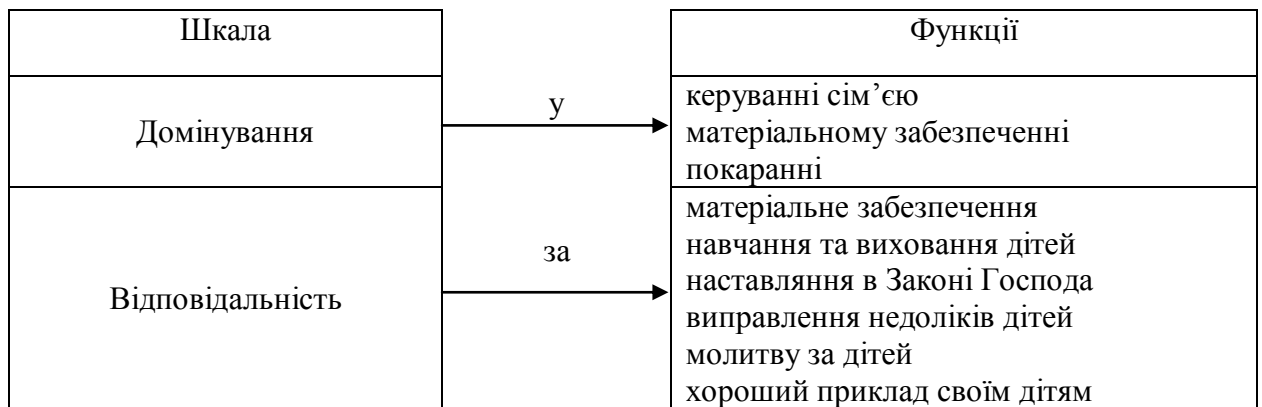 Шкала
Функції
Домінування
у
керуванні сім’єю
матеріальному забезпеченні
покаранні
Відповідальність
за
матеріальне забезпечення
навчання та виховання дітей
наставляння в Законі Господа
виправлення недоліків дітей
молитву за дітей
хороший приклад своїм дітям